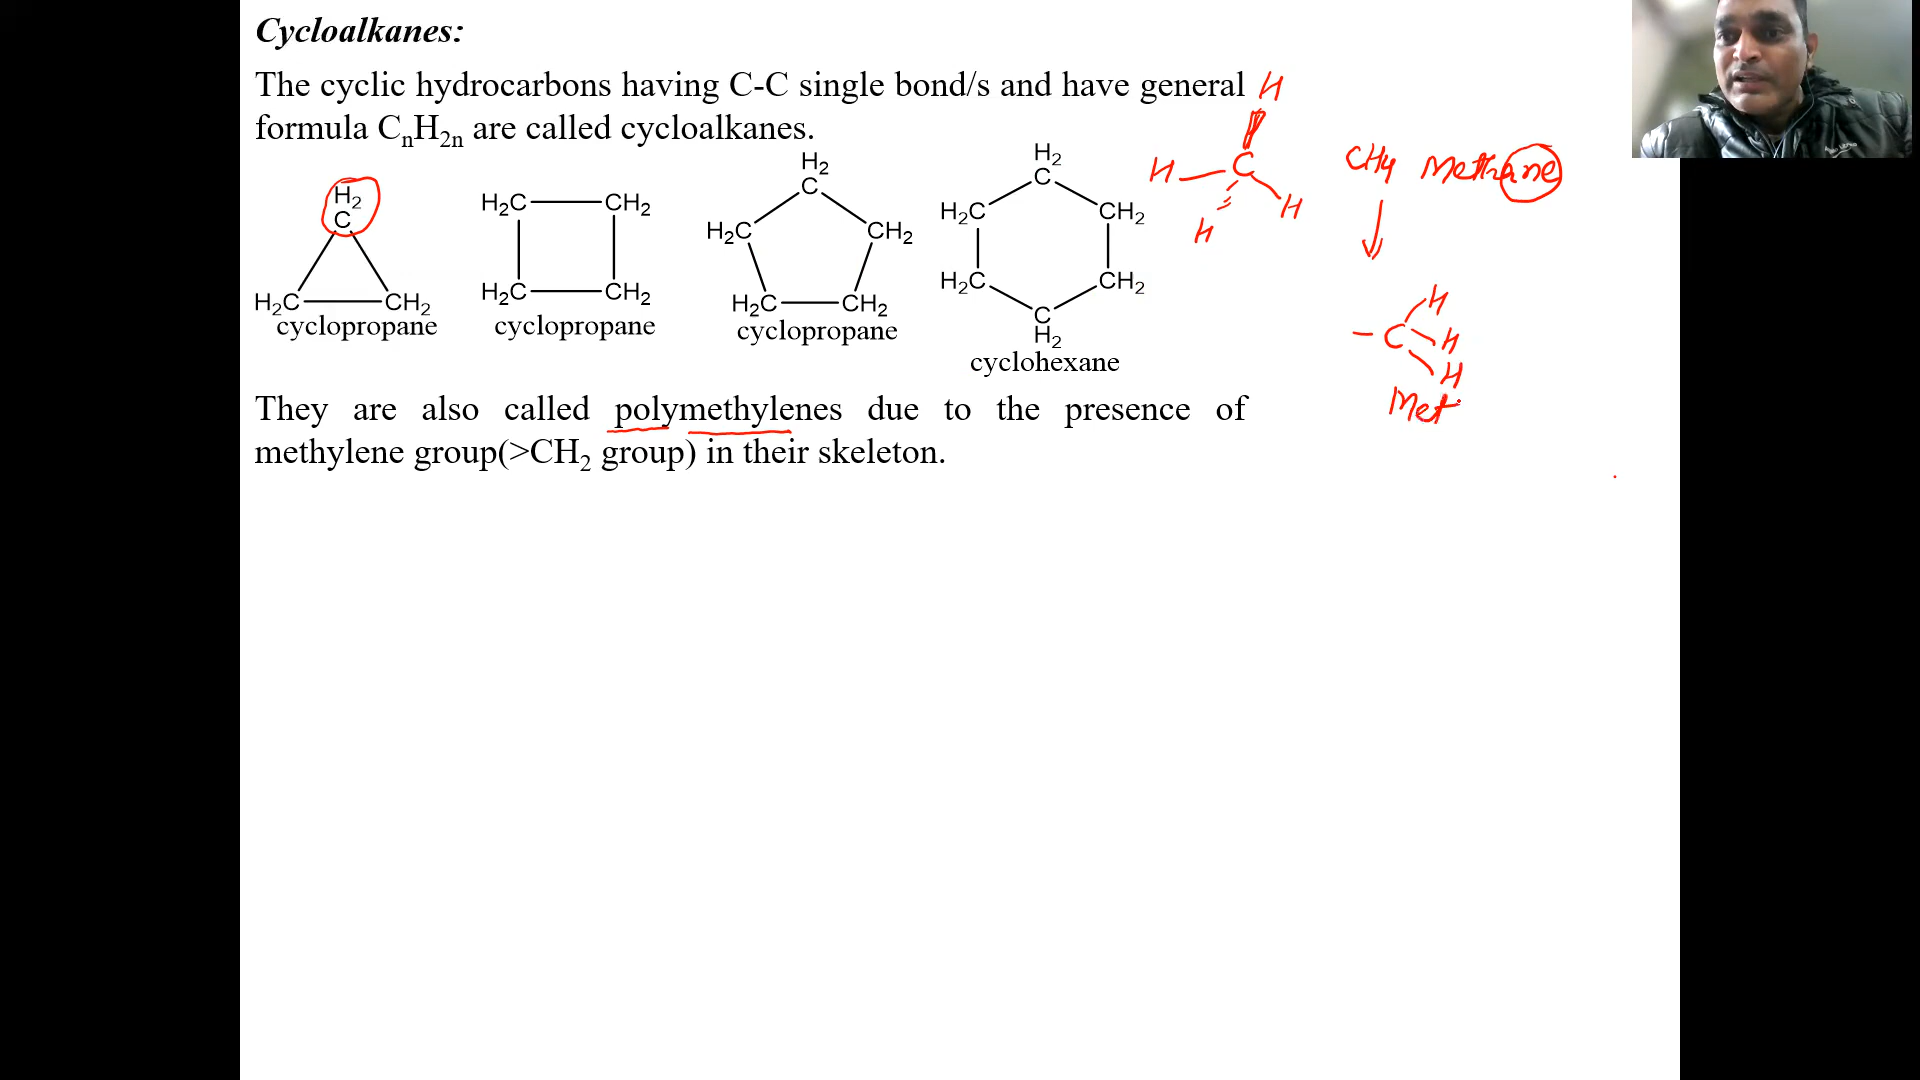 Cycloalkanes:
The cyclic hydrocarbons having C-C single bond/s and have general
formula CₙH₂ₙ are called cycloalkanes.
H₂
C
H₂C CH₂
cyclopropane
H₂C CH₂
H₂C CH₂
cyclopropane
H₂
C
H₂C CH₂
H₂C CH₂
cyclopropane
H₂
C
H₂C CH₂
H₂C CH₂
C
H₂
cyclohexane
They are also called polymethylenes due to the presence of
methylene group(>CH₂ group) in their skeleton.
H
H C
H H
CH4 Methane
H
C H
H
Met